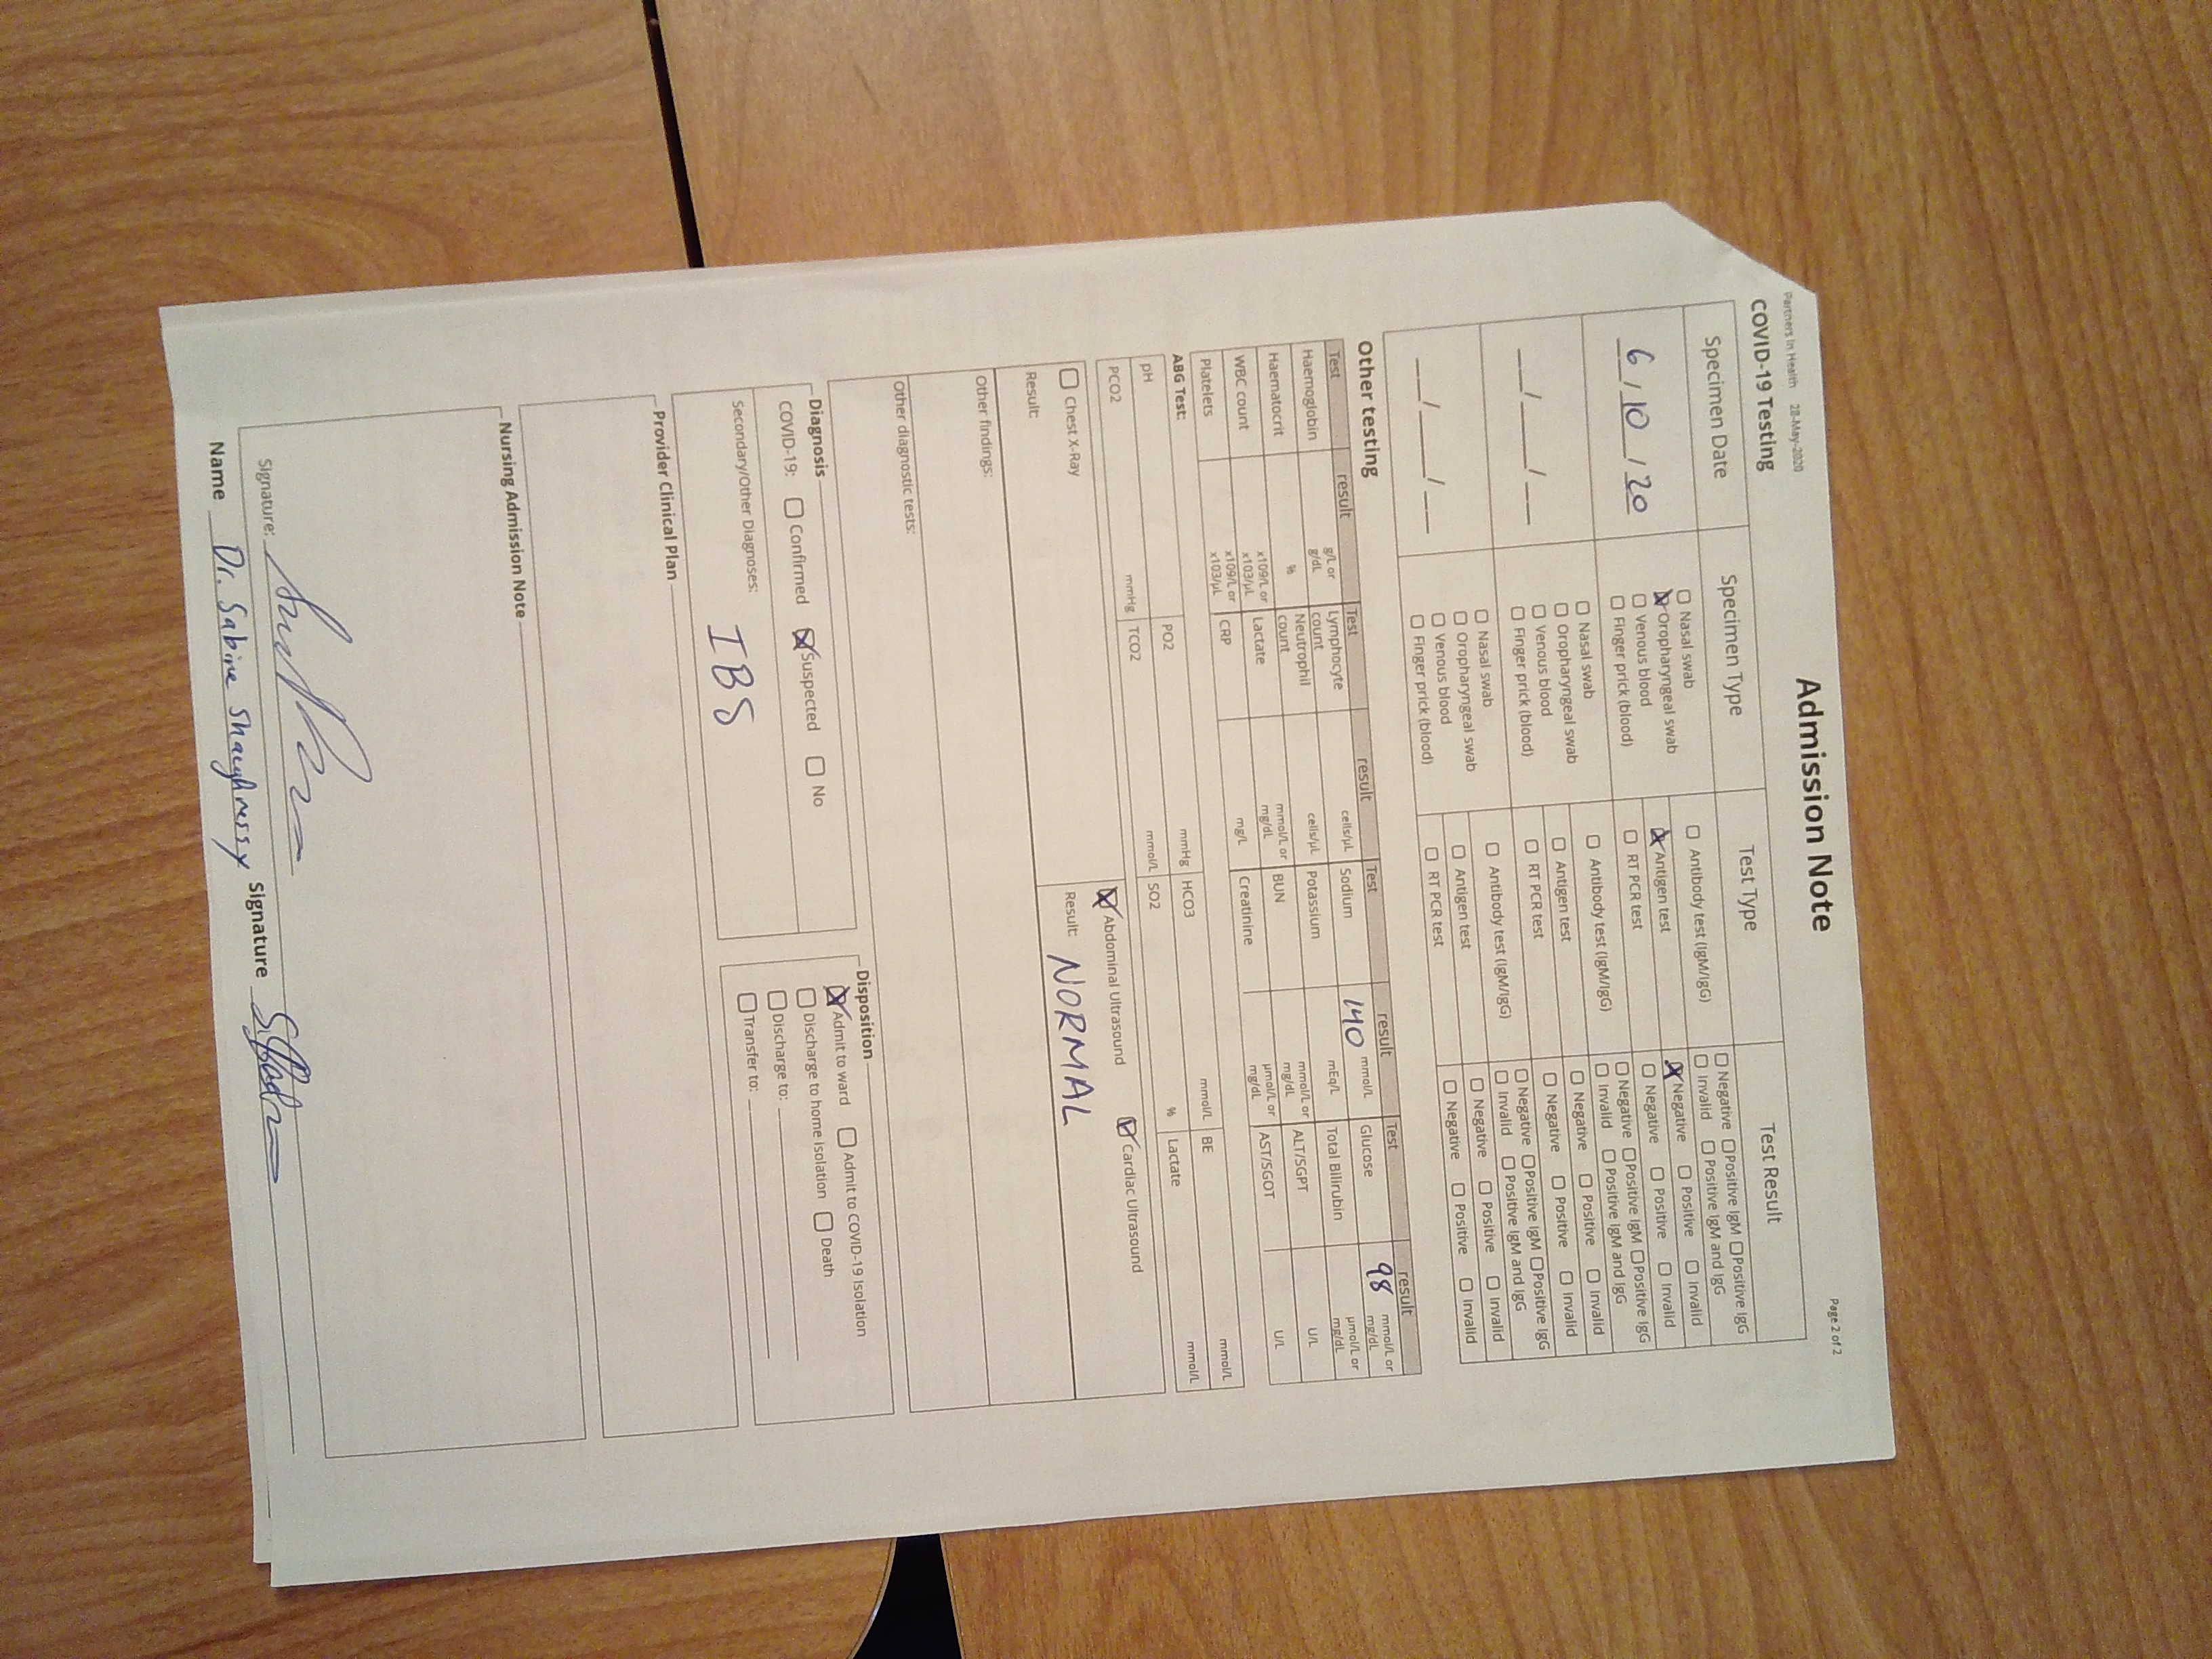 Partners In Health 28-May-2020
Page 2 of 2
Admission Note
COVID-19 Testing
Specimen Date Specimen Type Test Type Test Result
6 / 10 / 20
☐ Nasal swab
☒ Oropharyngeal swab
☐ Venous blood
☐ Finger prick (blood)
☐ Antibody test (IgM/IgG)
☒ Antigen test
☐ RT PCR test
☐ Negative ☐ Positive IgM ☐ Positive IgG
☐ Invalid ☐ Positive IgM and IgG
☒ Negative ☐ Positive ☐ Invalid
☐ Negative ☐ Positive ☐ Invalid
__/__/__
☐ Nasal swab
☐ Oropharyngeal swab
☐ Venous blood
☐ Finger prick (blood)
☐ Antibody test (IgM/IgG)
☐ Antigen test
☐ RT PCR test
☐ Negative ☐ Positive IgM ☐ Positive IgG
☐ Invalid ☐ Positive IgM and IgG
☐ Negative ☐ Positive ☐ Invalid
☐ Negative ☐ Positive ☐ Invalid
__/__/__
☐ Nasal swab
☐ Oropharyngeal swab
☐ Venous blood
☐ Finger prick (blood)
☐ Antibody test (IgM/IgG)
☐ Antigen test
☐ RT PCR test
☐ Negative ☐ Positive IgM ☐ Positive IgG
☐ Invalid ☐ Positive IgM and IgG
☐ Negative ☐ Positive ☐ Invalid
☐ Negative ☐ Positive ☐ Invalid
Other testing
Test result Test result Test result Test result
Haemoglobin g/L or g/dL Lymphocyte count cells/µL Sodium 140 mmol/L Glucose 98 mmol/L or mg/dL
Haematocrit % Neutrophil count cells/µL Potassium mEq/L Total Bilirubin µmol/L or mg/dL
WBC count x109/L or x103/µL Lactate mmol/L or mg/dL BUN mmol/L or mg/dL ALT/SGPT U/L
Platelets x109/L or x103/µL CRP mg/L Creatinine µmol/L or mg/dL AST/SGOT U/L
ABG Test:
pH PO2 mmHg HCO3 mmol/L BE mmol/L
PCO2 mmHg TCO2 mmol/L SO2 % Lactate mmol/L
☐ Chest X-Ray ☒ Abdominal Ultrasound ☑ Cardiac Ultrasound
Result: Result: NORMAL
Other findings:
Other diagnostic tests:
Diagnosis
COVID-19: ☐ Confirmed ☒ Suspected ☐ No
Secondary/Other Diagnoses:
IBS
Disposition
☒ Admit to ward ☐ Admit to COVID-19 Isolation
☐ Discharge to home isolation ☐ Death
☐ Discharge to:
☐ Transfer to:
Provider Clinical Plan
Nursing Admission Note
Signature:
Name Dr. Sabine Shaughnessy Signature